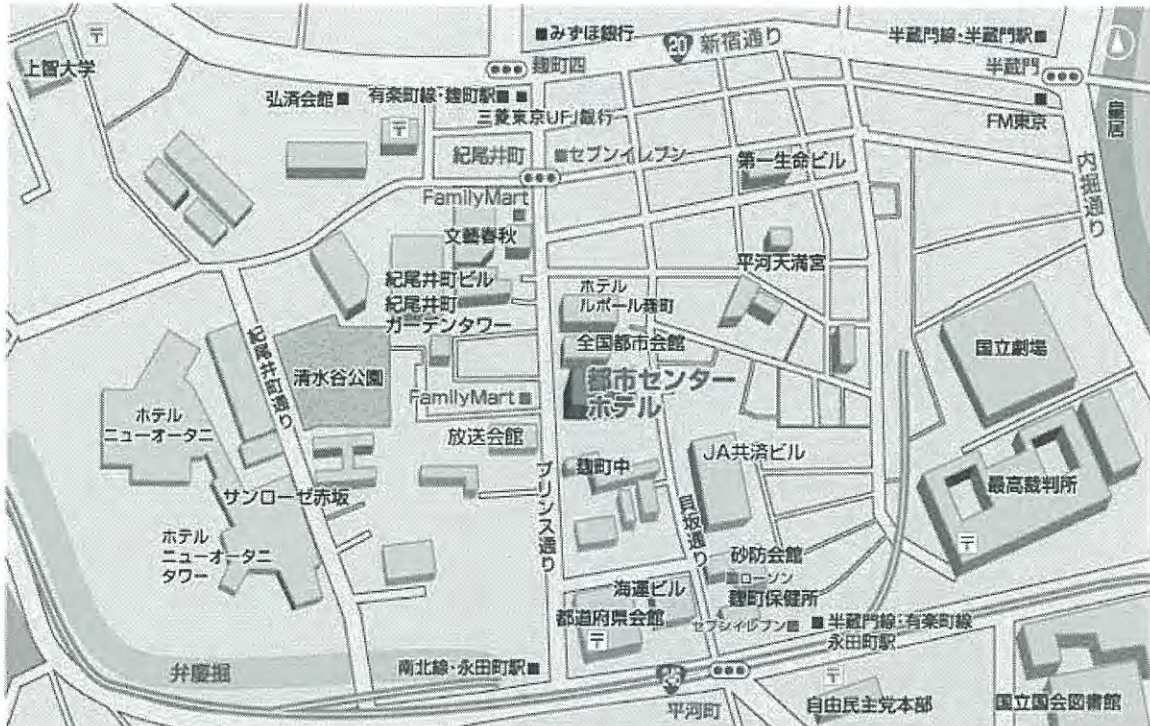 〒
上智大学
みずほ銀行
20
新宿通り
半蔵門線・半蔵門駅
麹町四
半蔵門
弘済会館
有楽町線・麹町駅
三菱東京UFJ銀行
〒
FM東京
皇居
紀尾井町
セブンイレブン
第一生命ビル
内堀通り
FamilyMart
文藝春秋
平河天満宮
紀尾井町ビル
紀尾井町
ガーデンタワー
ホテル
ルポール麹町
紀尾井町通り
全国都市会館
国立劇場
清水谷公園
都市センター
ホテル
FamilyMart
ホテル
ニューオータニ
放送会館
JA共済ビル
麹町中
プリンス通り
貝坂通り
最高裁判所
サンローゼ赤坂
〒
ホテル
ニューオータニ
タワー
砂防会館
ローソン
海運ビル
麹町保健所
都道府県会館
〒
セブンイレブン
半蔵門線・有楽町線
永田町駅
弁慶堀
南北線・永田町駅
平河町
〒
自由民主党本部
国立国会図書館